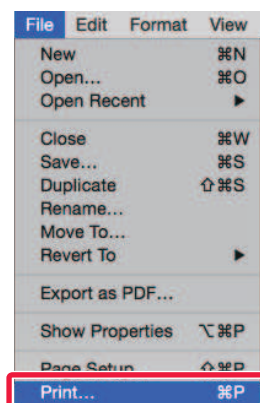 File Edit Format View
New ⌘N
Open... ⌘O
Open Recent ▶
Close ⌘W
Save... ⌘S
Duplicate ⇧⌘S
Rename...
Move To...
Revert To ▶
Export as PDF...
Show Properties ⌥⌘P
Page Setup ⇧⌘P
Print... ⌘P